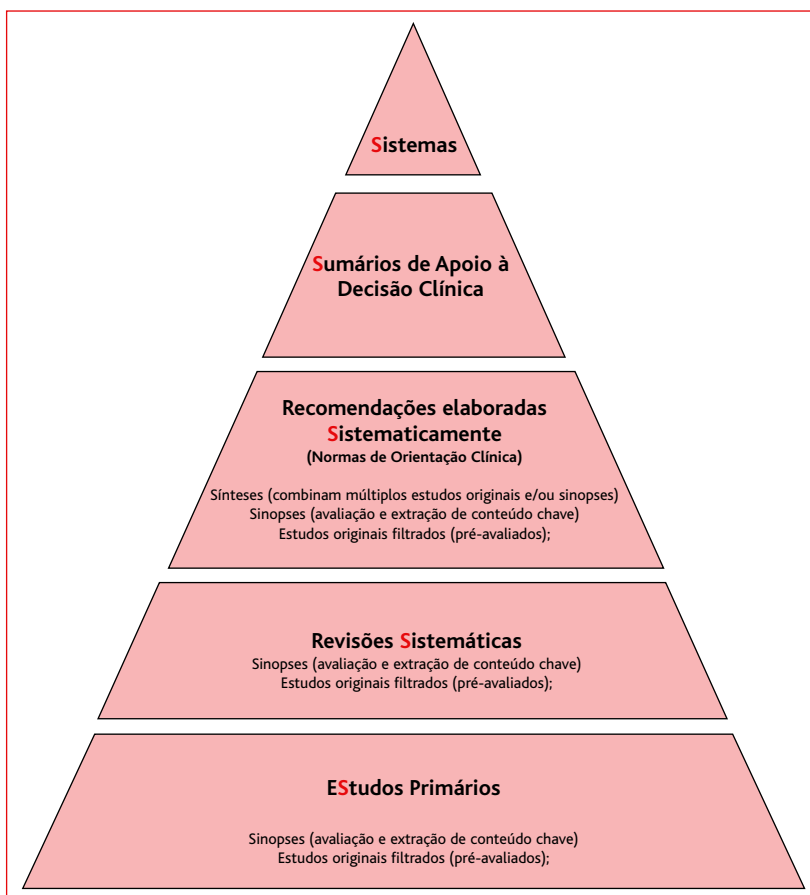 Sistemas
Sumários de Apoio à
Decisão Clínica
Recomendações elaboradas
Sistematicamente
(Normas de Orientação Clínica)
Sínteses (combinam múltiplos estudos originais e/ou sinopses)
Sinopses (avaliação e extração de conteúdo chave)
Estudos originais filtrados (pré-avaliados);
Revisões Sistemáticas
Sinopses (avaliação e extração de conteúdo chave)
Estudos originais filtrados (pré-avaliados);
EStudos Primários
Sinopses (avaliação e extração de conteúdo chave)
Estudos originais filtrados (pré-avaliados);